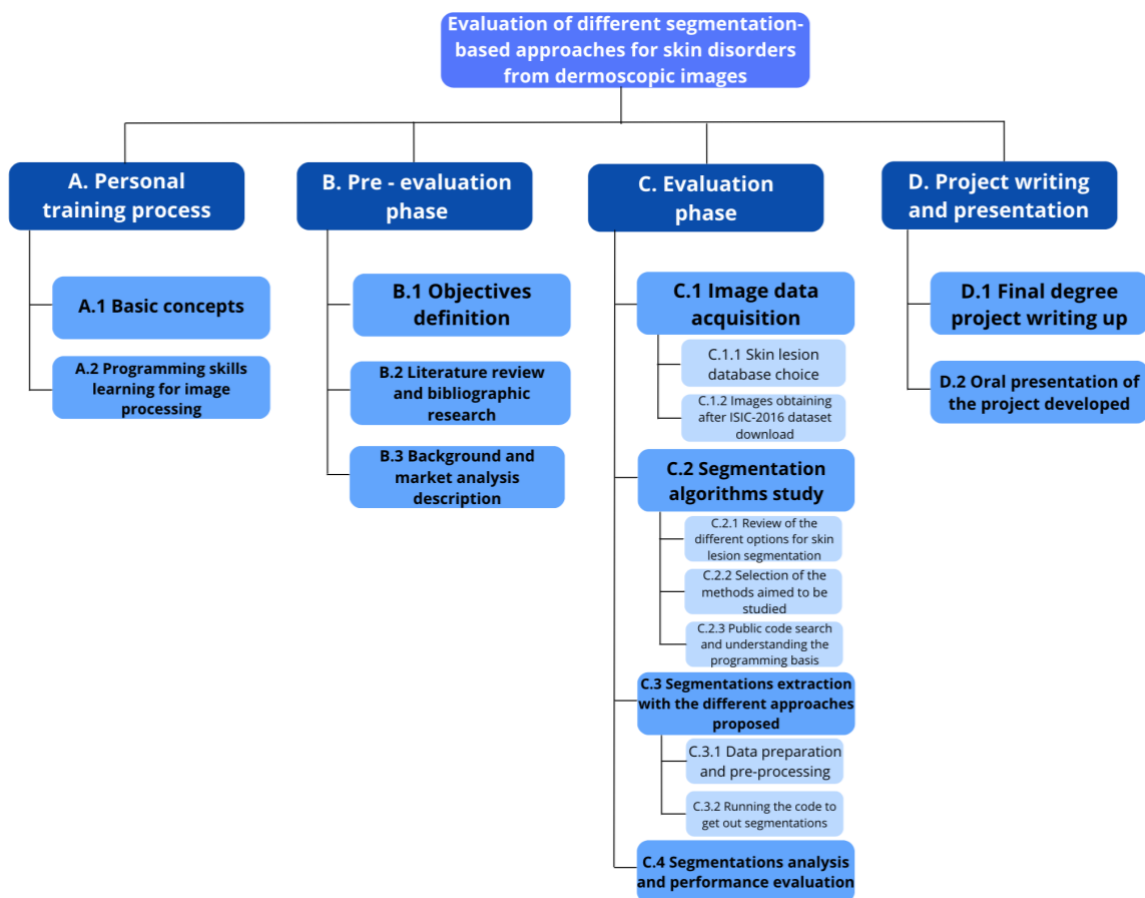 Evaluation of different segmentation-
based approaches for skin disorders
from dermoscopic images
A. Personal
training process
A.1 Basic concepts
A.2 Programming skills
learning for image
processing
B. Pre - evaluation
phase
B.1 Objectives
definition
B.2 Literature review
and bibliographic
research
B.3 Background and
market analysis
description
C. Evaluation
phase
C.1 Image data
acquisition
C.1.1 Skin lesion
database choice
C.1.2 Images obtaining
after ISIC-2016 dataset
download
C.2 Segmentation
algorithms study
C.2.1 Review of the
different options for skin
lesion segmentation
C.2.2 Selection of the
methods aimed to be
studied
C.2.3 Public code search
and understanding the
programming basis
C.3 Segmentations extraction
with the different approaches
proposed
C.3.1 Data preparation
and pre-processing
C.3.2 Running the code to
get out segmentations
C.4 Segmentations analysis
and performance evaluation
D. Project writing
and presentation
D.1 Final degree
project writing up
D.2 Oral presentation of
the project developed